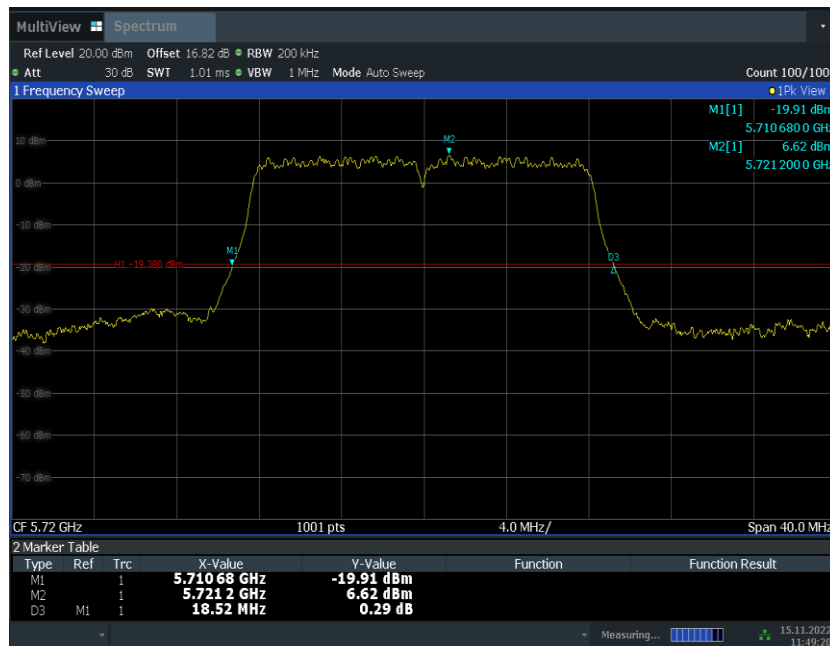 MultiView Spectrum
Ref Level 20.00 dBm Offset 16.82 dB RBW 200 kHz
Att 30 dB SWT 1.01 ms VBW 1 MHz Mode Auto Sweep Count 100/100
1 Frequency Sweep 1Pk View
M1[1] -19.91 dBm
5.710 680 0 GHz
M2[1] 6.62 dBm
5.721 200 0 GHz
M2
10 dBm
0 dBm
-10 dBm
M1
D3
H1 -19.380 dBm
-20 dBm
-30 dBm
-40 dBm
-50 dBm
-60 dBm
-70 dBm
CF 5.72 GHz 1001 pts 4.0 MHz/ Span 40.0 MHz
2 Marker Table
Type Ref Trc X-Value Y-Value Function Function Result
M1 1 5.710 68 GHz -19.91 dBm
M2 1 5.721 2 GHz 6.62 dBm
D3 M1 1 18.52 MHz 0.29 dB
Measuring... 15.11.2022
11:49:20